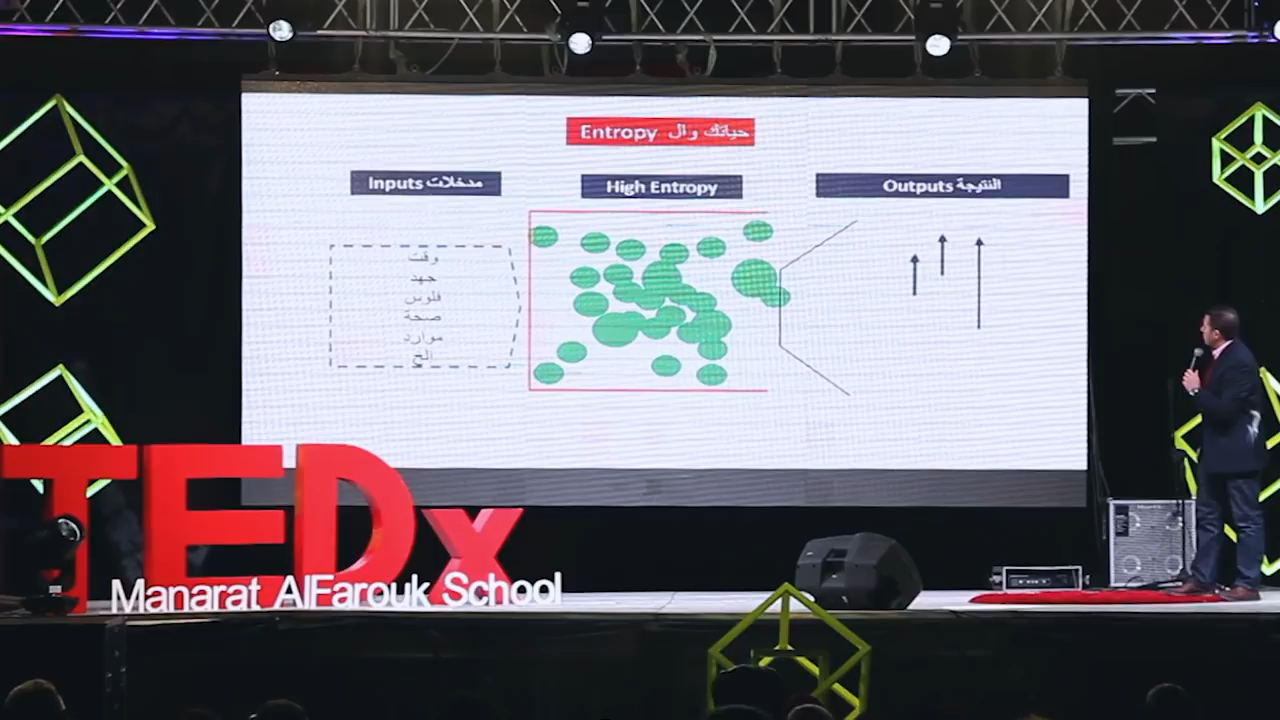 حياتك وال Entropy
مدخلات Inputs
High Entropy
النتيجة Outputs
وقت
جهد
فلوس
صحة
موارد
الخ
TEDx
Manarat AlFarouk School